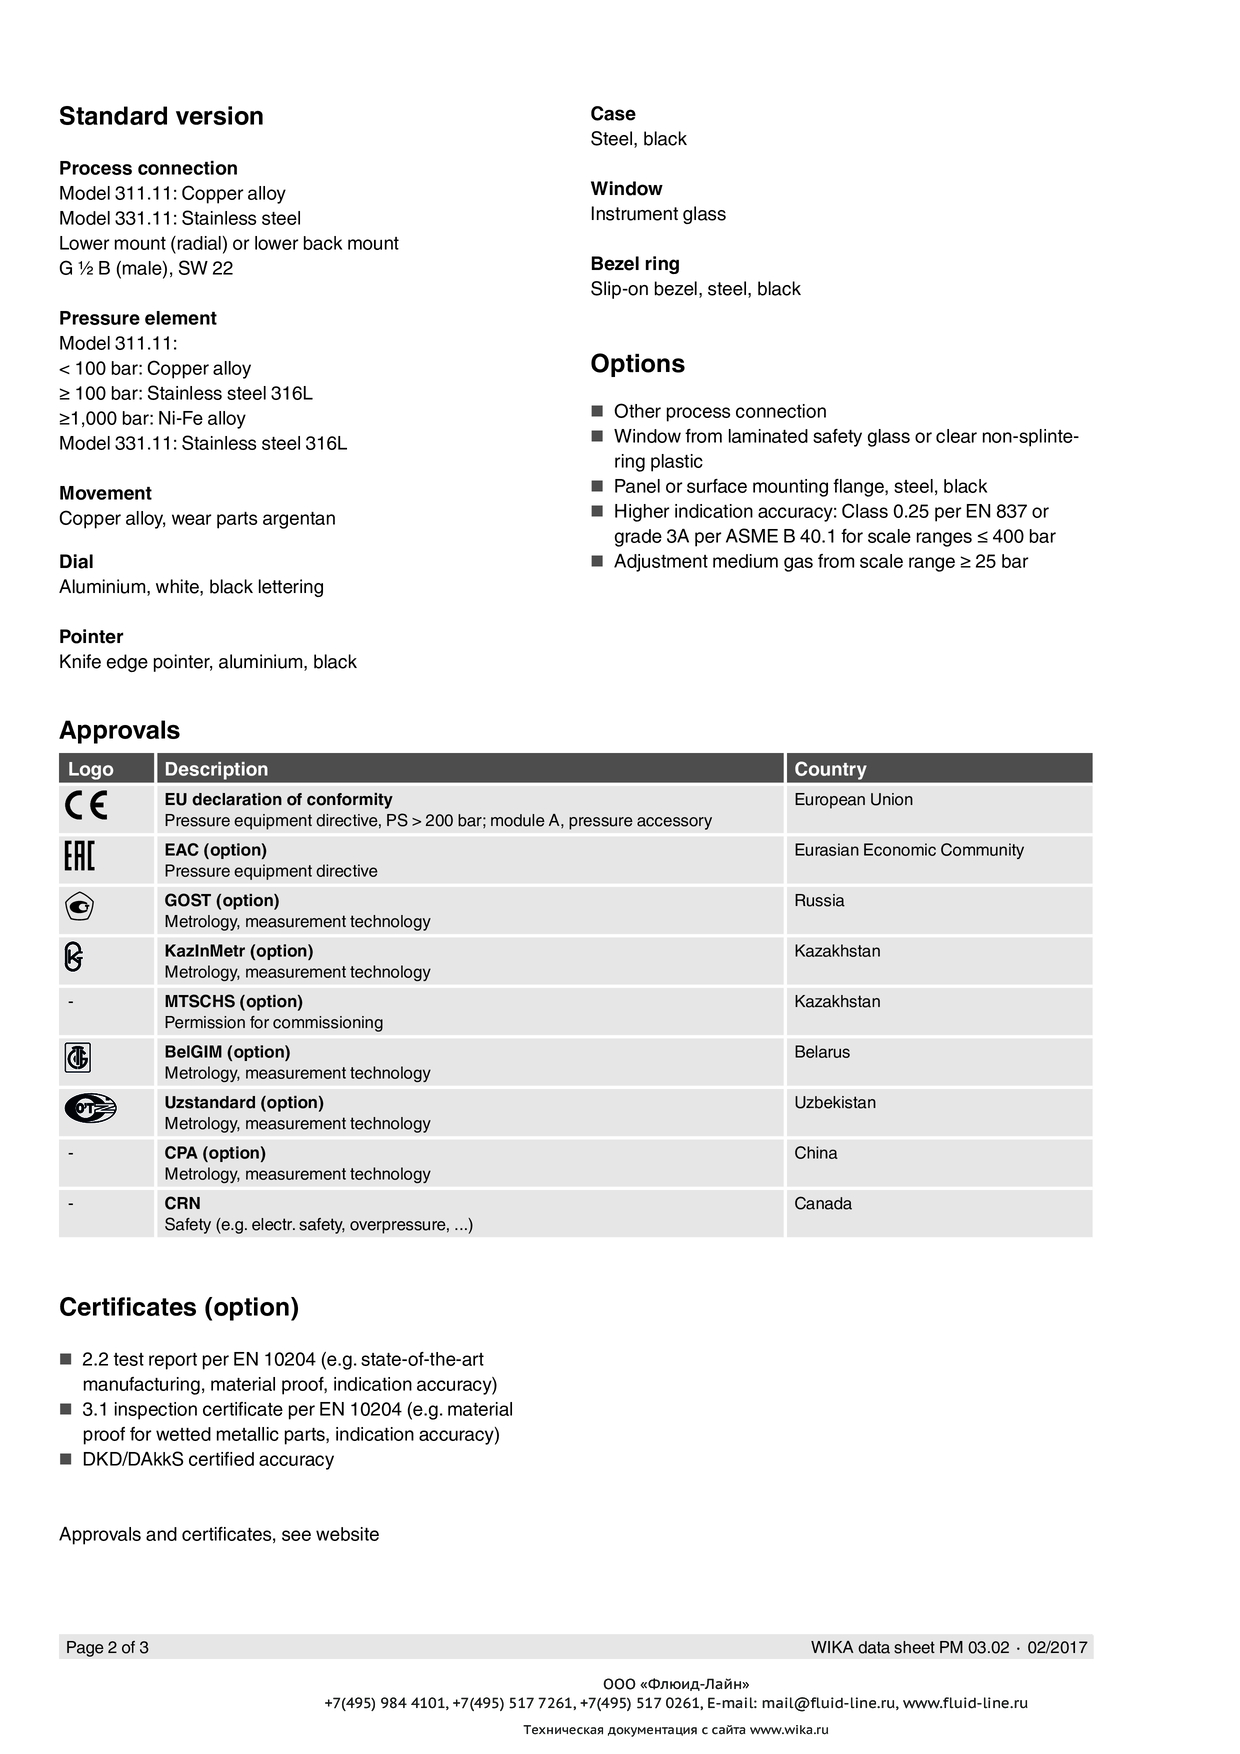 Standard version
Process connection
Model 311.11: Copper alloy
Model 331.11: Stainless steel
Lower mount (radial) or lower back mount
G ½ B (male), SW 22
Pressure element
Model 311.11:
< 100 bar: Copper alloy
≥ 100 bar: Stainless steel 316L
≥1,000 bar: Ni-Fe alloy
Model 331.11: Stainless steel 316L
Movement
Copper alloy, wear parts argentan
Dial
Aluminium, white, black lettering
Pointer
Knife edge pointer, aluminium, black
Case
Steel, black
Window
Instrument glass
Bezel ring
Slip-on bezel, steel, black
Options
■ Other process connection
■ Window from laminated safety glass or clear non-splinte-
ring plastic
■ Panel or surface mounting flange, steel, black
■ Higher indication accuracy: Class 0.25 per EN 837 or
grade 3A per ASME B 40.1 for scale ranges ≤ 400 bar
■ Adjustment medium gas from scale range ≥ 25 bar
Approvals
Logo Description Country
CE EU declaration of conformity European Union
Pressure equipment directive, PS > 200 bar; module A, pressure accessory
EAC EAC (option) Eurasian Economic Community
Pressure equipment directive
GOST (option) Russia
Metrology, measurement technology
KazInMetr (option) Kazakhstan
Metrology, measurement technology
- MTSCHS (option) Kazakhstan
Permission for commissioning
BelGIM (option) Belarus
Metrology, measurement technology
Uzstandard (option) Uzbekistan
Metrology, measurement technology
- CPA (option) China
Metrology, measurement technology
- CRN Canada
Safety (e.g. electr. safety, overpressure, ...)
Certificates (option)
■ 2.2 test report per EN 10204 (e.g. state-of-the-art
manufacturing, material proof, indication accuracy)
■ 3.1 inspection certificate per EN 10204 (e.g. material
proof for wetted metallic parts, indication accuracy)
■ DKD/DAkkS certified accuracy
Approvals and certificates, see website
Page 2 of 3 WIKA data sheet PM 03.02 · 02/2017
ООО «Флюид-Лайн»
+7(495) 984 4101, +7(495) 517 7261, +7(495) 517 0261, E-mail: mail@fluid-line.ru, www.fluid-line.ru
Техническая документация с сайта www.wika.ru